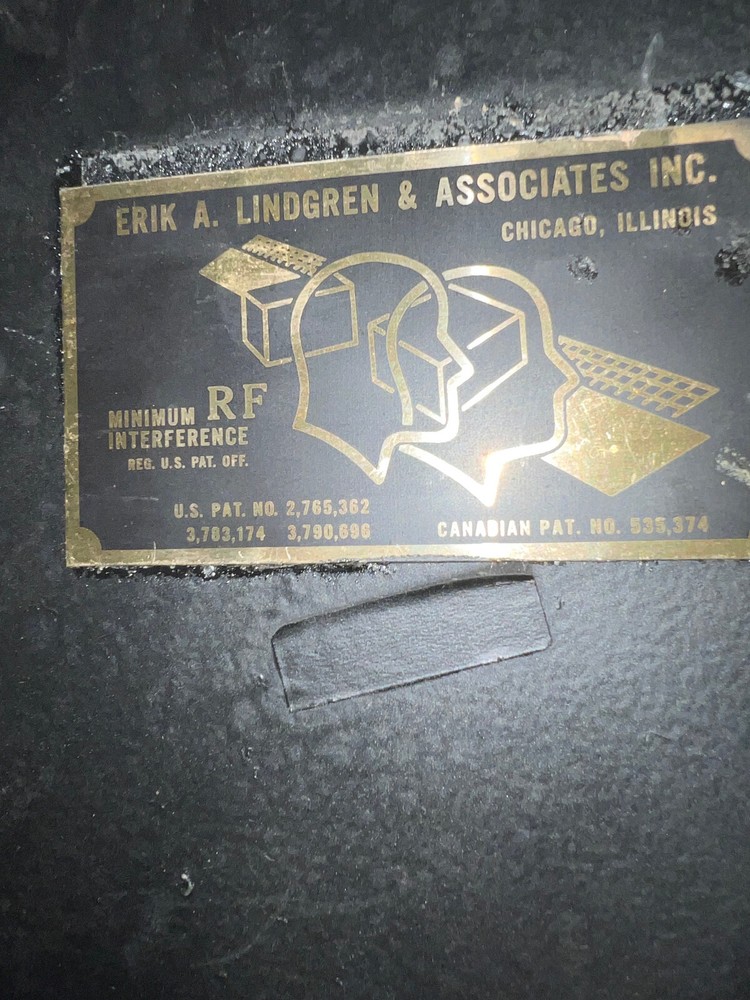 ERIK A. LINDGREN & ASSOCIATES INC.
CHICAGO, ILLINOIS
MINIMUM RF
INTERFERENCE
REG. U.S. PAT. OFF.
U.S. PAT. NO. 2,765,362
3,783,174 3,790,696
CANADIAN PAT. NO. 535,374